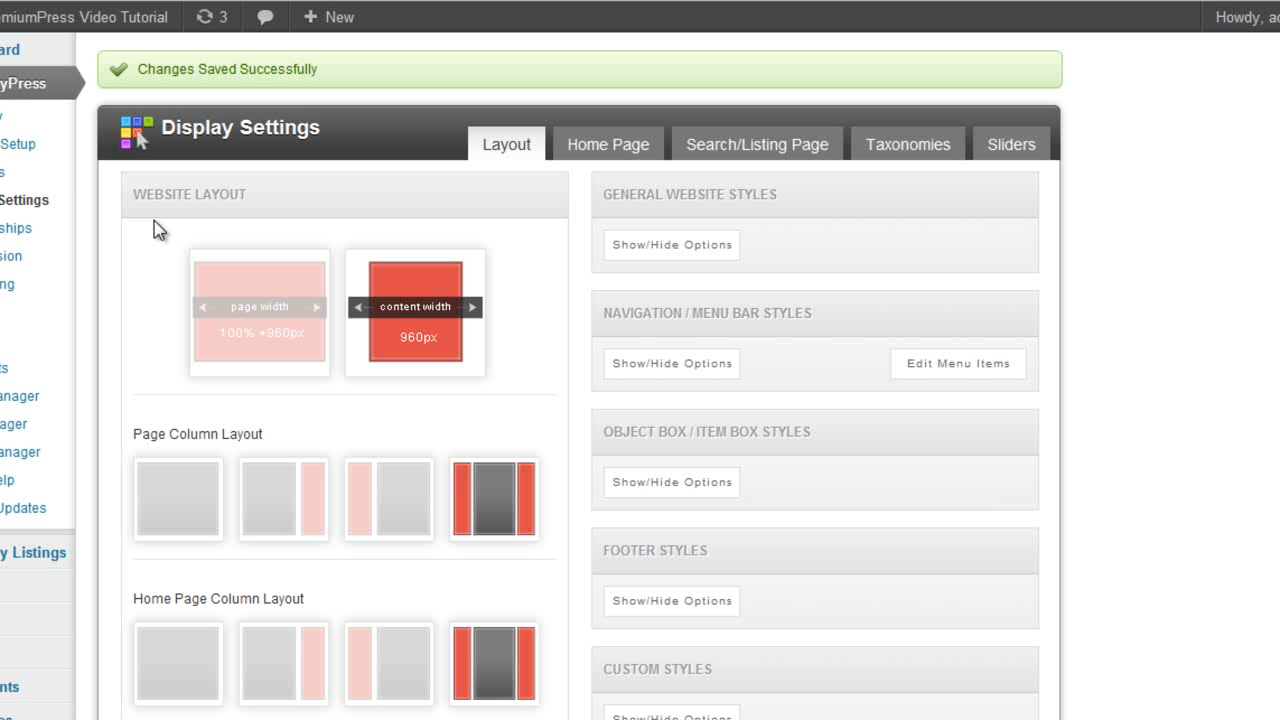 emiumPress Video Tutorial
3
New
Howdy, ac
ard
yPress
y
Setup
s
Settings
ships
sion
ng
ts
anager
ager
anager
elp
Updates
y Listings
nts
Changes Saved Successfully
Display Settings
Layout
Home Page
Search/Listing Page
Taxonomies
Sliders
WEBSITE LAYOUT
page width
100% +960px
content width
960px
Page Column Layout
Home Page Column Layout
GENERAL WEBSITE STYLES
Show/Hide Options
NAVIGATION / MENU BAR STYLES
Show/Hide Options
Edit Menu Items
OBJECT BOX / ITEM BOX STYLES
Show/Hide Options
FOOTER STYLES
Show/Hide Options
CUSTOM STYLES
Show/Hide Options